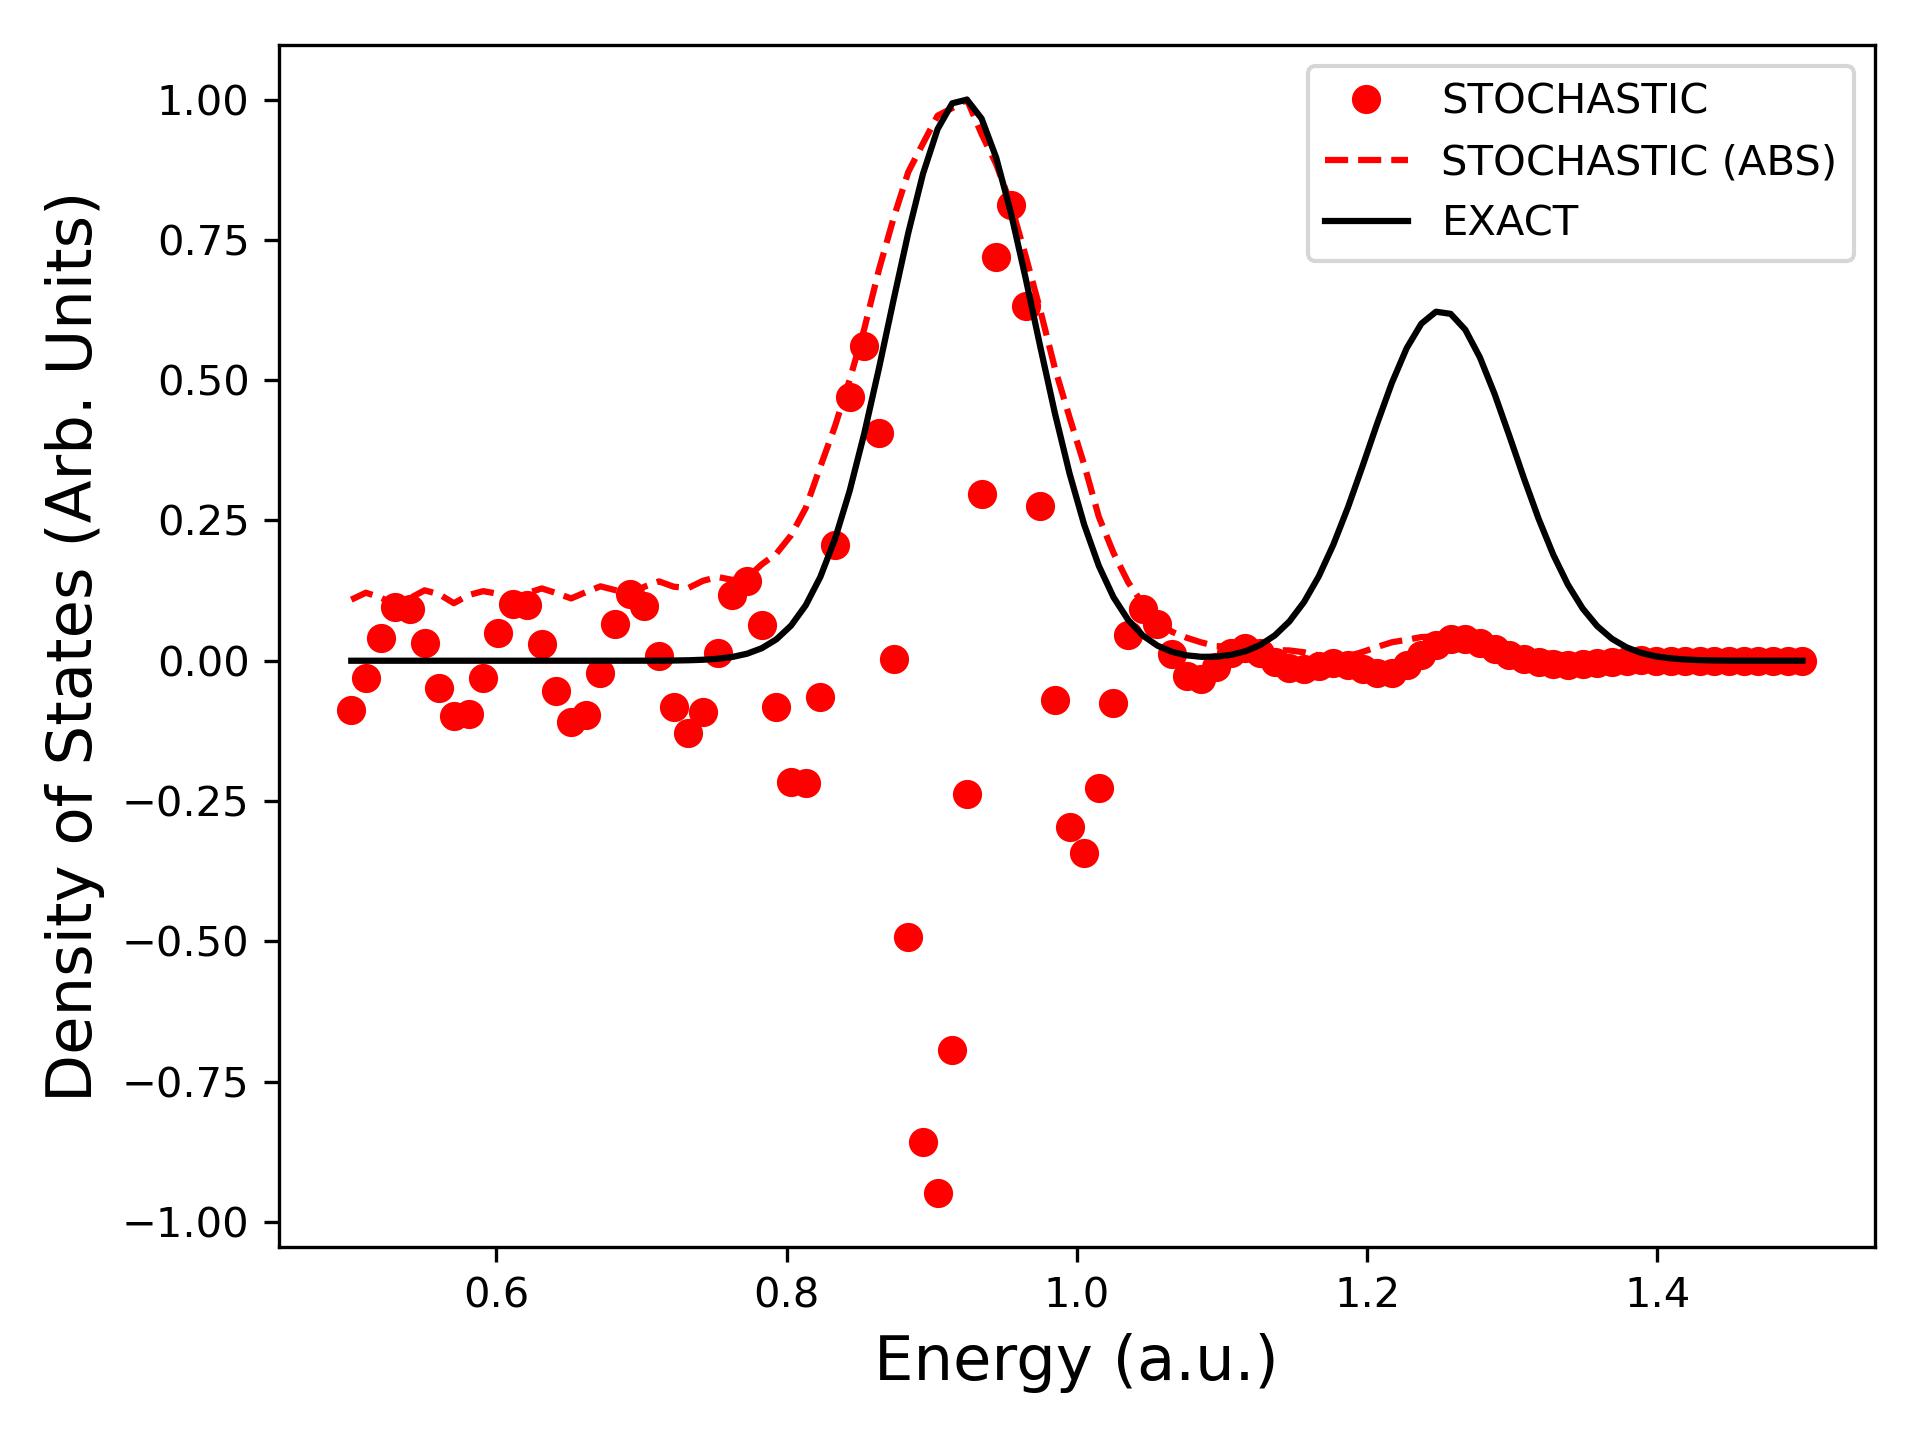 STOCHASTIC
STOCHASTIC (ABS)
EXACT
Density of States (Arb. Units)
1.00
0.75
0.50
0.25
0.00
−0.25
−0.50
−0.75
−1.00
0.6 0.8 1.0 1.2 1.4
Energy (a.u.)